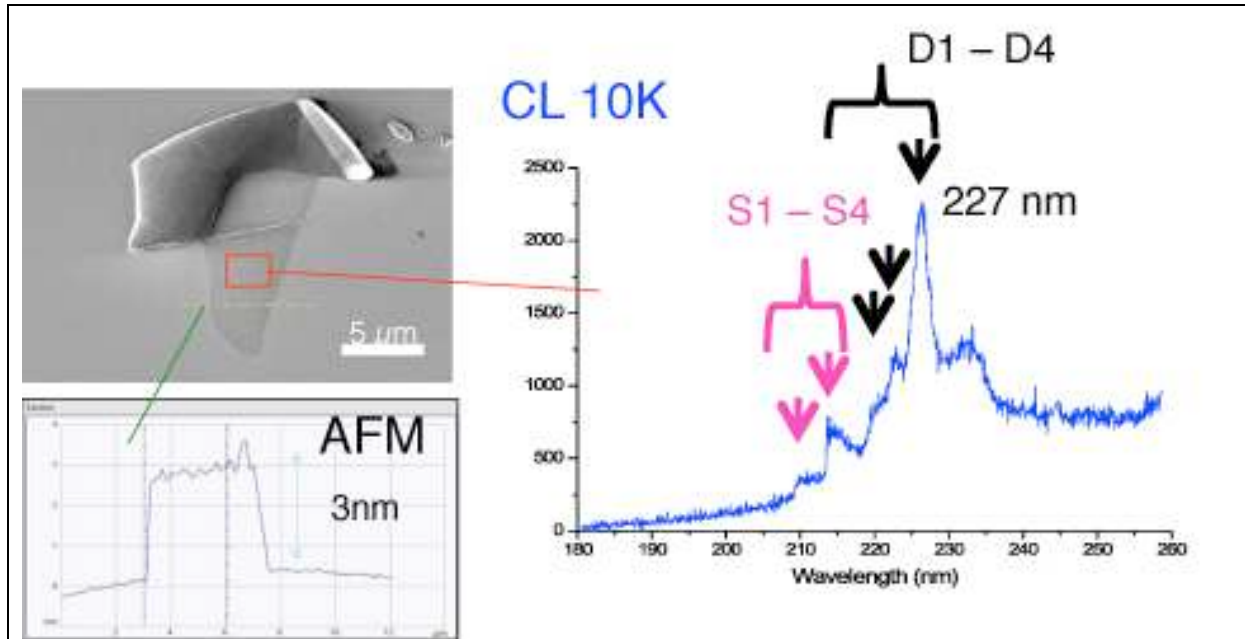 D1 – D4
CL 10K
S1 – S4
227 nm
2500
2000
1500
1000
500
0
180 190 200 210 220 230 240 250 260
Wavelength (nm)
5 µm
AFM
3nm